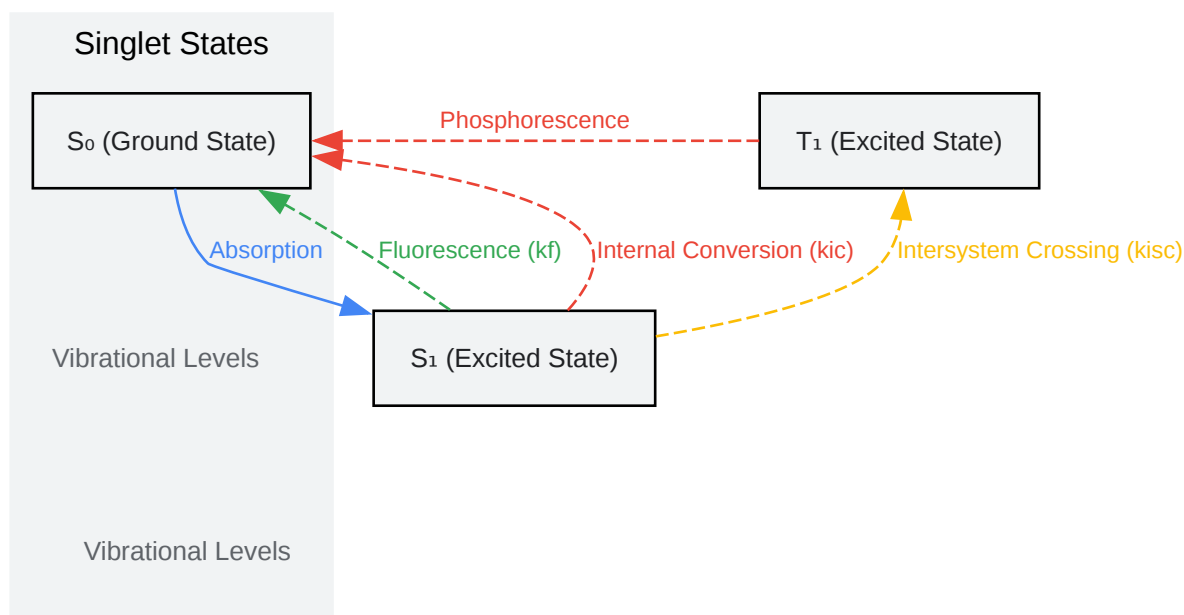 Singlet States
S₀ (Ground State)
Phosphorescence
T₁ (Excited State)
Absorption
Fluorescence (kf)
Internal Conversion (kic)
Intersystem Crossing (kisc)
Vibrational Levels
S₁ (Excited State)
Vibrational Levels